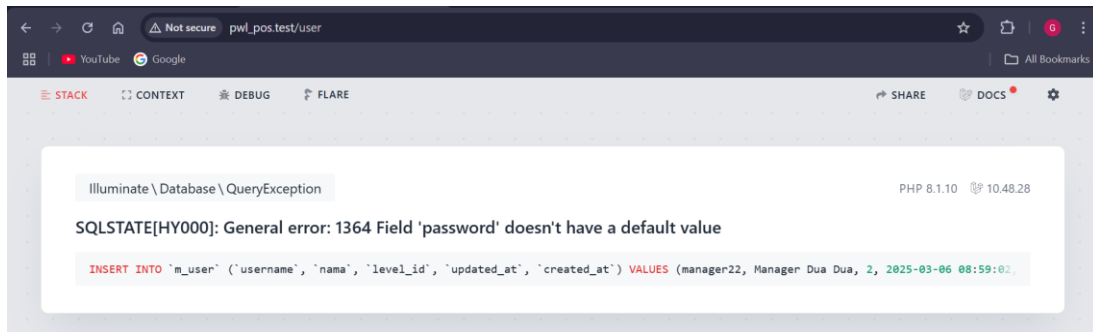 Not secure pwl_pos.test/user G
YouTube Google All Bookmarks
STACK CONTEXT DEBUG FLARE SHARE DOCS
Illuminate\Database\QueryException PHP 8.1.10 10.48.28
SQLSTATE[HY000]: General error: 1364 Field 'password' doesn't have a default value
INSERT INTO `m_user` (`username`, `nama`, `level_id`, `updated_at`, `created_at`) VALUES (manager22, Manager Dua Dua, 2, 2025-03-06 08:59:02,